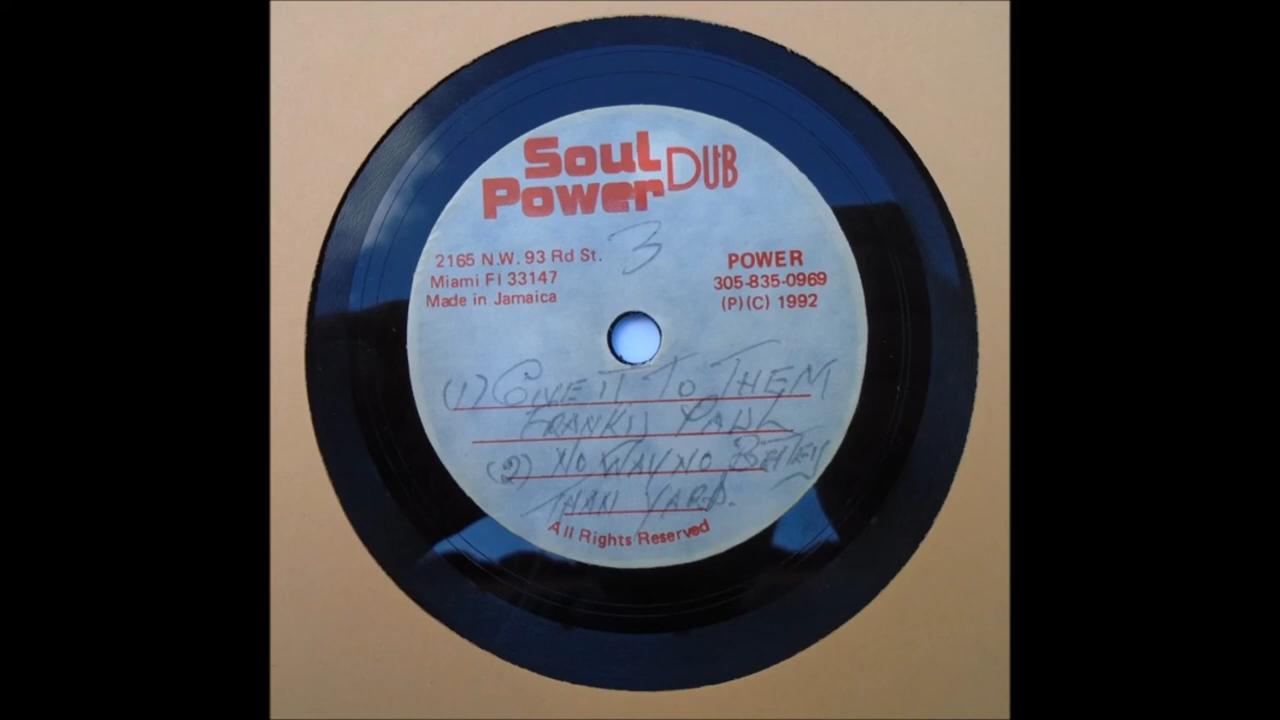 Soul
Power DUB
3
2165 N.W. 93 Rd St.
Miami Fl 33147
Made in Jamaica
POWER
305-835-0969
(P)(C) 1992
(1) GIVE IT TO THEM
FRANKIE PAUL
(2) NO WAY NO BETTER
THAN YARD.
All Rights Reserved